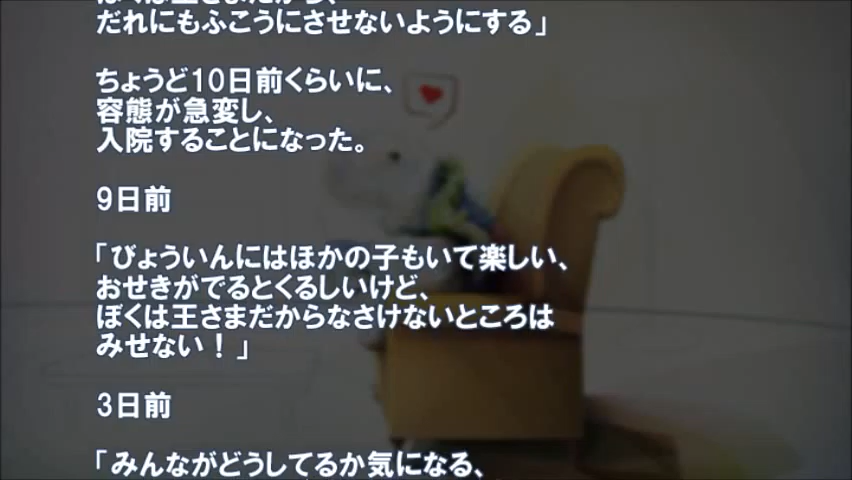 だれにもふこうにさせないようにする」
ちょうど10日前くらいに、
容態が急変し、
入院することになった。
9日前
「びょういんにはほかの子もいて楽しい、
おせきがでるとくるしいけど、
ぼくは王さまだからなさけないところは
みせない！」
3日前
「みんながどうしてるか気になる、